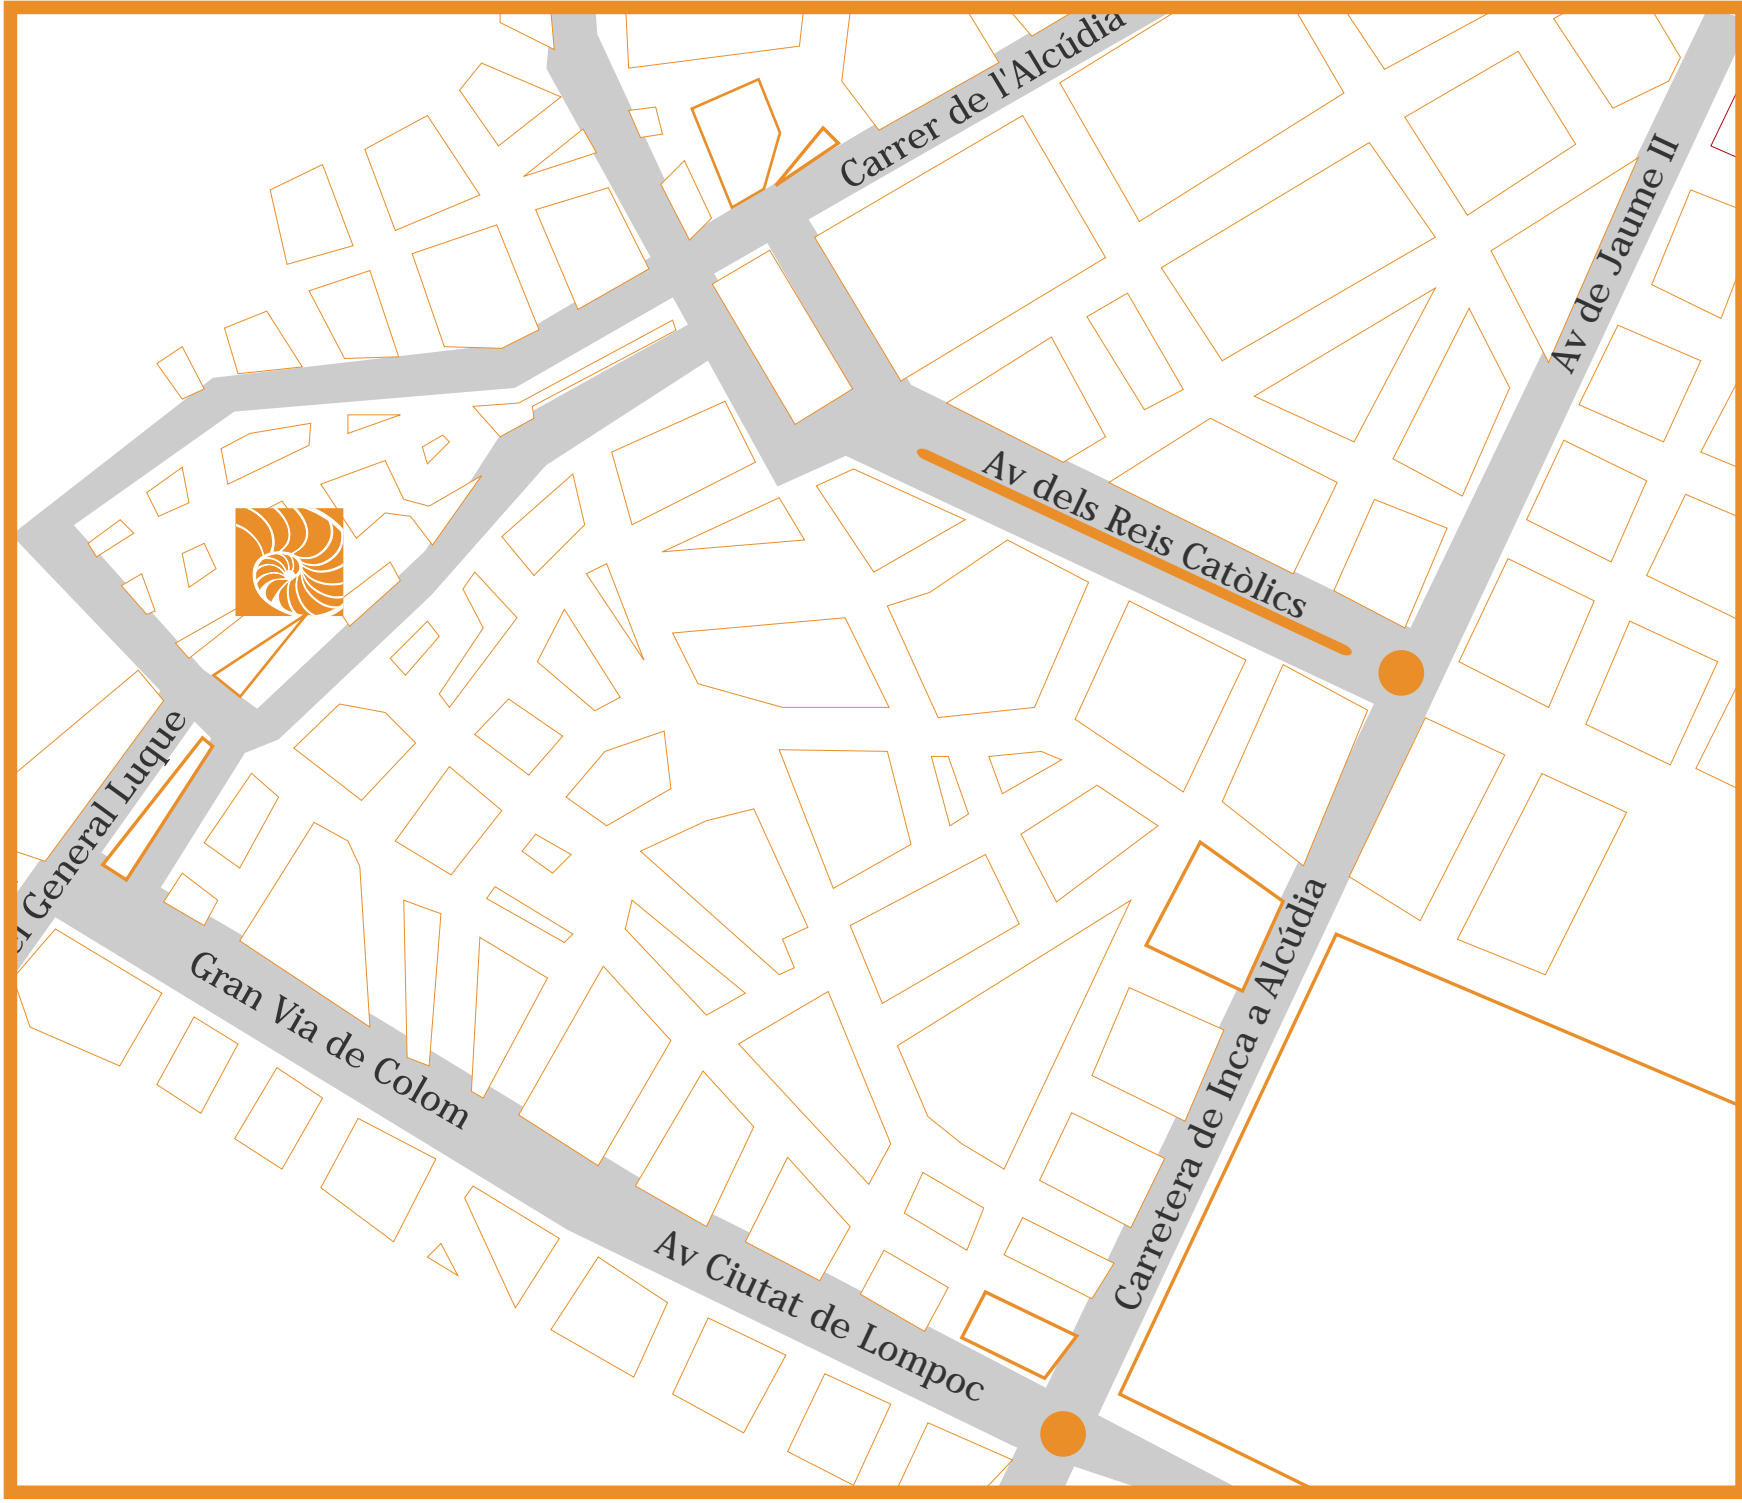 Carrer de l'Alcúdia
Av de Jaume II
Av dels Reis Catòlics
General Luque
Gran Via de Colom
Carretera de Inca a Alcúdia
Av Ciutat de Lompoc